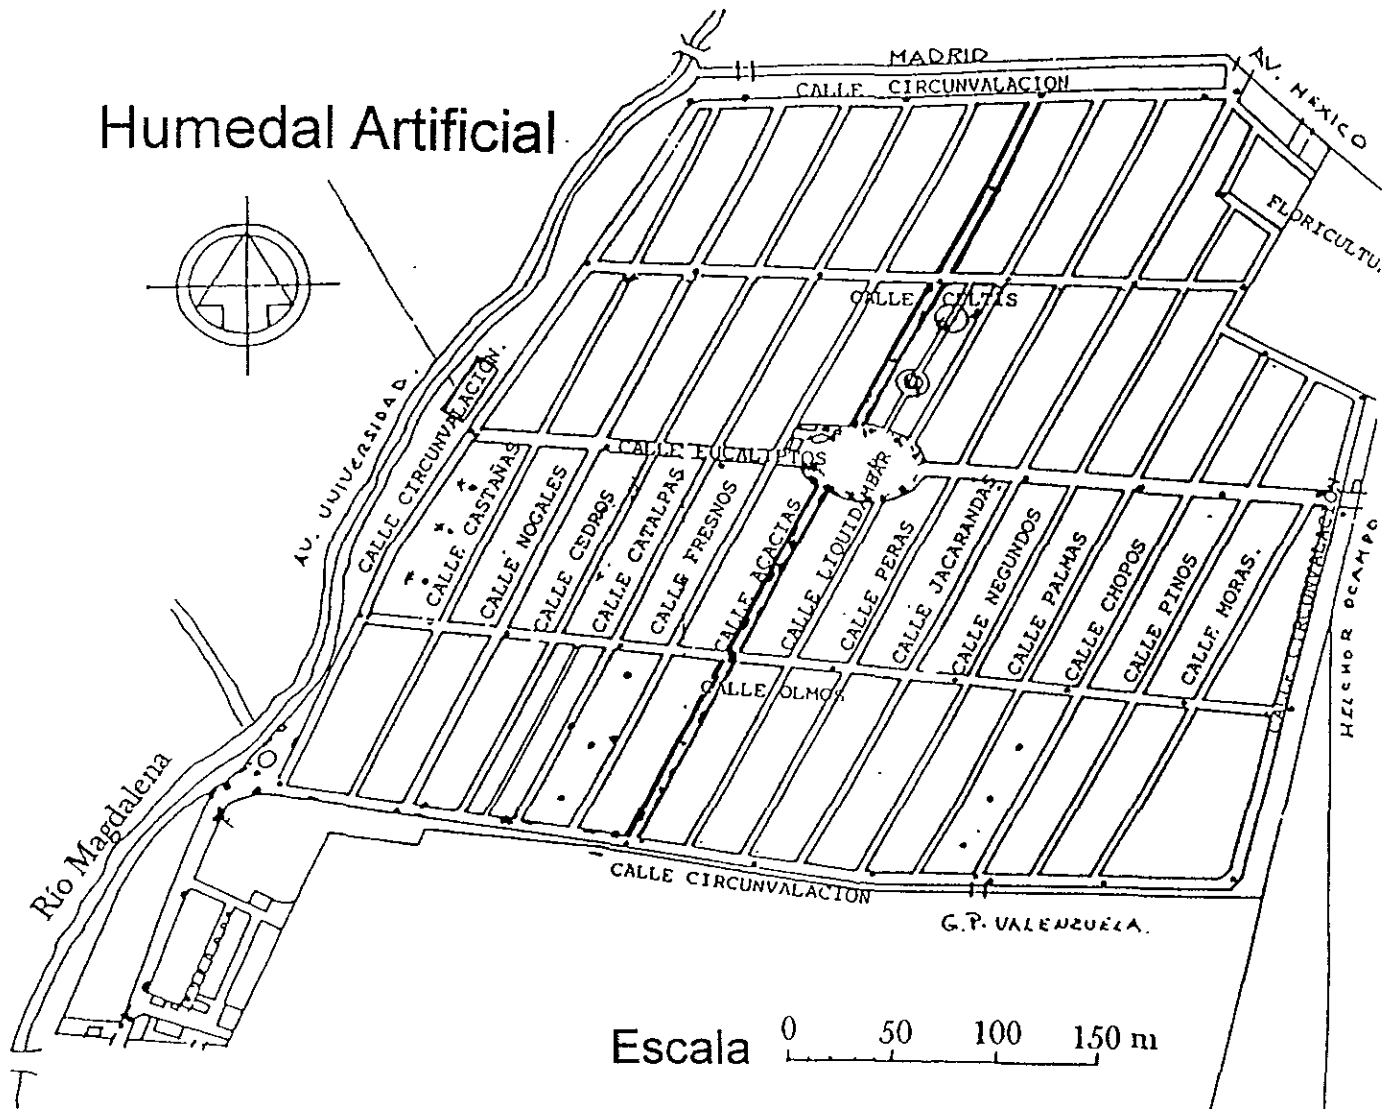 MADRID
AV. MEXICO
CALLE CIRCUNVALACION
Humedal Artificial
FLORICULTU
CALLE CELTIS
AV. UNIVERSIDAD.
CALLE CIRCUNVALACION.
CALLE EUCALIPTOS
CALLE CASTAÑAS
CALLE NOGALES
CALLE CEDROS
CALLE CATALPAS
CALLE FRESNOS
CALLE ACACIAS
CALLE LIQUIDAMBAR
CALLE PERAS
CALLE JACARANDAS
CALLE NEGUNDOS
CALLE PALMAS
CALLE CHOPOS
CALLE PINOS
CALLE MORAS.
CALLE CIRCUNVALACION
MELCHOR OCAMPO
CALLE OLMOS
Río Magdalena
CALLE CIRCUNVALACION
G.P. VALENZUELA.
Escala 0 50 100 150 m